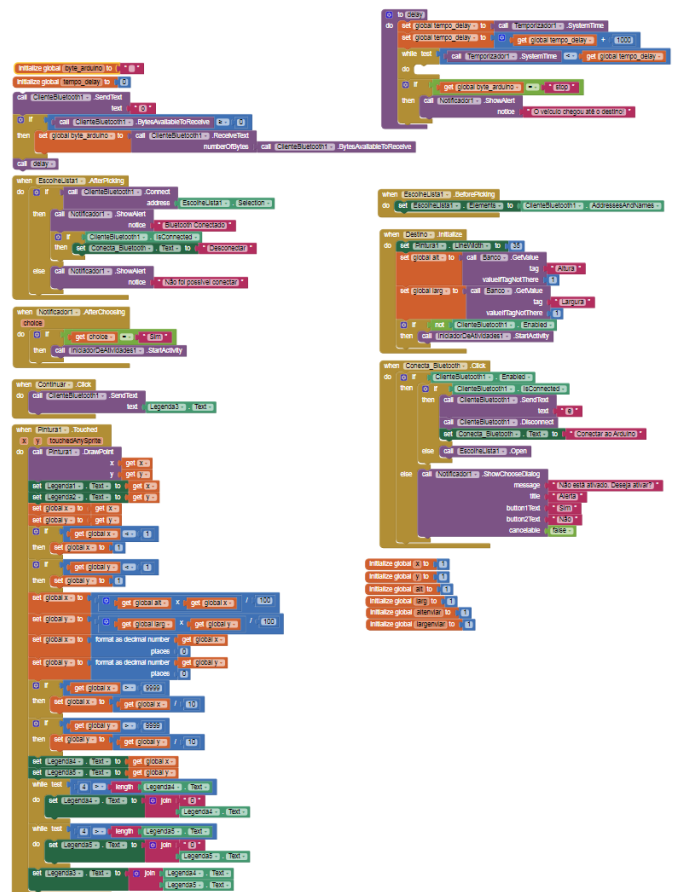 initialize global byte_arduino to " "
initialize global tempo_delay to 0
call ClienteBluetooth1 .SendText
text "0"
if call ClienteBluetooth1 .BytesAvailableToReceive ≥ 0
then set global byte_arduino to call ClienteBluetooth1 .ReceiveText
numberOfBytes call ClienteBluetooth1 .BytesAvailableToReceive
call delay
when EscolheLista1 .AfterPicking
do if call ClienteBluetooth1 .Connect
address EscolheLista1 . Selection
then call Notificador1 .ShowAlert
notice "Bluetooth Conectado"
if ClienteBluetooth1 . IsConnected
then set Conecta_Bluetooth . Text to "Desconectar"
else call Notificador1 .ShowAlert
notice "Não foi possível conectar"
when Notificador1 .AfterChoosing
choice
do if get choice = "Sim"
then call IniciadorDeAtividades1 .StartActivity
when Continuar .Click
do call ClienteBluetooth1 .SendText
text Legenda3 . Text
when Pintura1 .Touched
x y touchedAnySprite
do call Pintura1 .DrawPoint
x get x
y get y
set Legenda1 . Text to get x
set Legenda2 . Text to get y
set global x to get x
set global y to get y
if get global x < 1
then set global x to 1
if get global y < 1
then set global y to 1
set global x to get global alt x get global x / 100
set global y to get global larg x get global y / 100
set global x to format as decimal number get global x
places 0
set global y to format as decimal number get global y
places 0
if get global x > 9999
then set global x to get global x / 10
if get global y > 9999
then set global y to get global y / 10
set Legenda4 . Text to get global x
set Legenda5 . Text to get global y
while test 4 > length Legenda4 . Text
do set Legenda4 . Text to join "0"
Legenda4 . Text
while test 4 > length Legenda5 . Text
do set Legenda5 . Text to join "0"
Legenda5 . Text
set Legenda3 . Text to join Legenda4 . Text
Legenda5 . Text
to delay
do set global tempo_delay to call Temporizador1 .SystemTime
set global tempo_delay to get global tempo_delay + 1000
while test call Temporizador1 .SystemTime < get global tempo_delay
do
if get global byte_arduino = "stop"
then call Notificador1 .ShowAlert
notice "O veículo chegou até o destino!"
when EscolheLista1 .BeforePicking
do set EscolheLista1 . Elements to ClienteBluetooth1 . AddressesAndNames
when Destino .Initialize
do set Pintura1 . LineWidth to 35
set global alt to call Banco .GetValue
tag "Altura"
valueIfTagNotThere 1
set global larg to call Banco .GetValue
tag "Largura"
valueIfTagNotThere 1
if not ClienteBluetooth1 . Enabled
then call IniciadorDeAtividades1 .StartActivity
when Conecta_Bluetooth .Click
do if ClienteBluetooth1 . Enabled
then if ClienteBluetooth1 . IsConnected
then call ClienteBluetooth1 .SendText
text "8"
call ClienteBluetooth1 .Disconnect
set Conecta_Bluetooth . Text to "Conectar ao Arduino"
else call EscolheLista1 .Open
else call Notificador1 .ShowChooseDialog
message "Não está ativado. Deseja ativar?"
title "Alerta"
button1Text "Sim"
button2Text "Não"
cancelable false
initialize global x to 1
initialize global y to 1
initialize global alt to 1
initialize global larg to 1
initialize global altenviar to 1
initialize global largenviar to 1